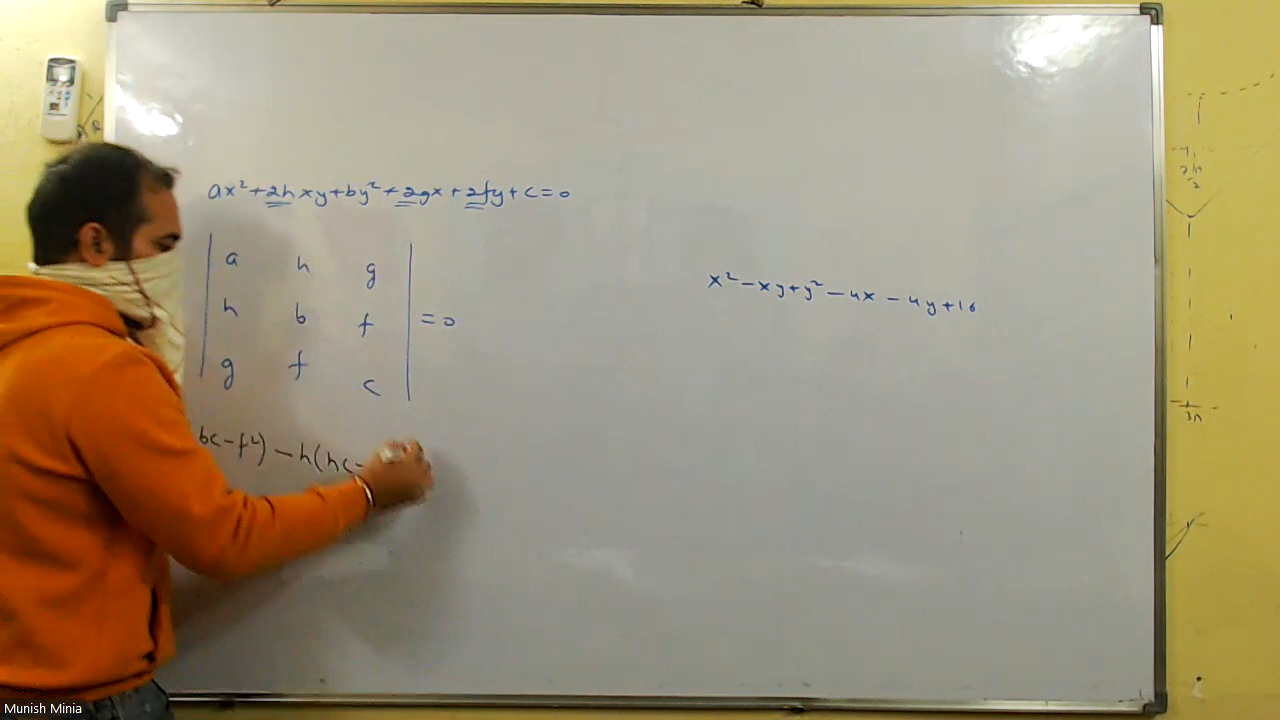 ax² + 2hxy + by² + 2gx + 2fy + c = 0
a h g
h b f = 0
g f c
bc - f²) - h(hc -
x² - xy + y² - 4x - 4y + 16
Munish Minia